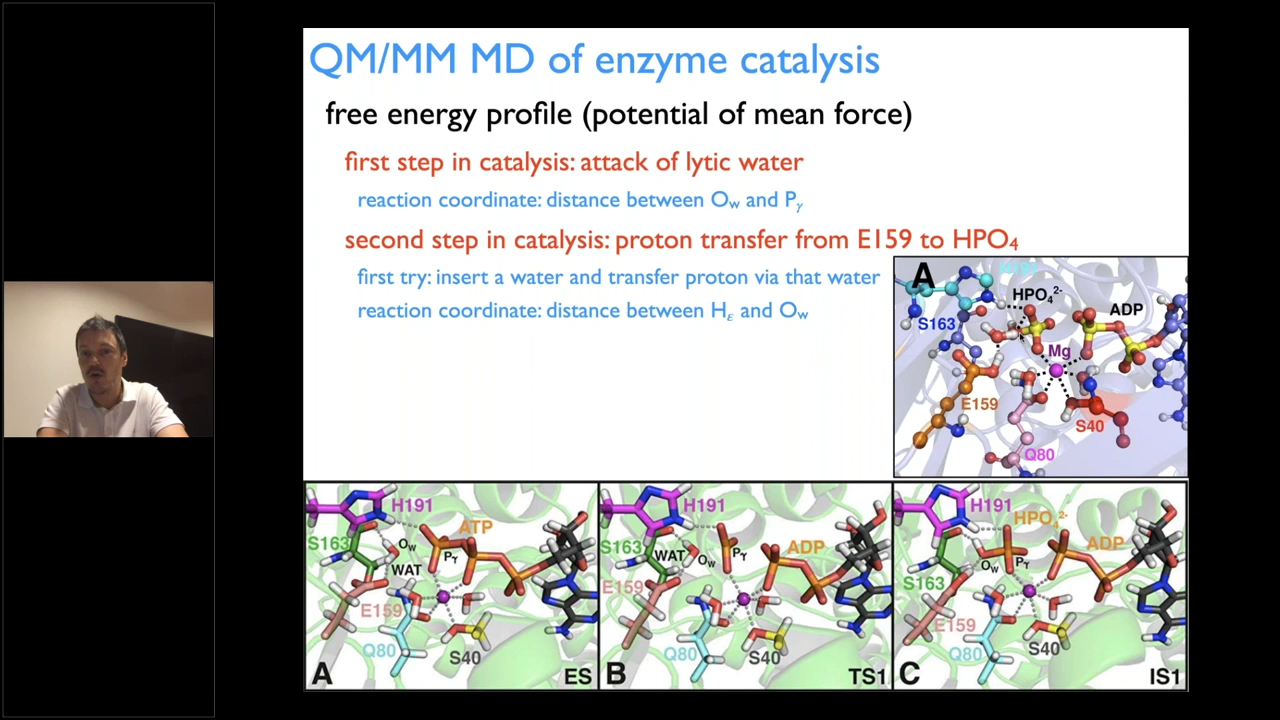 QM/MM MD of enzyme catalysis
free energy profile (potential of mean force)
first step in catalysis: attack of lytic water
reaction coordinate: distance between Ow and Pγ
second step in catalysis: proton transfer from E159 to HPO4
first try: insert a water and transfer proton via that water
reaction coordinate: distance between Hε and Ow
A
HPO4 2-
S163
ADP
Mg
E159
S40
Q80
H191
ATP
S163
Ow
Pγ
WAT
E159
Q80
S40
A
ES
H191
S163
WAT
Ow
Pγ
ADP
E159
Q80
S40
B
TS1
H191
HPO4 2-
ADP
S163
Ow
Pγ
E159
Q80
S40
C
IS1